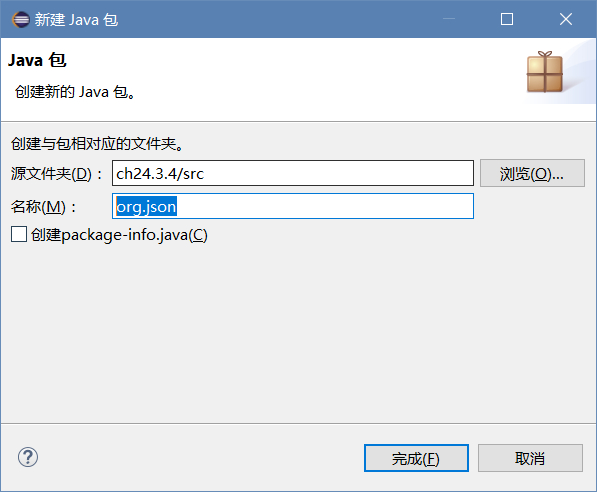 新建 Java 包
Java 包
创建新的 Java 包。
创建与包相对应的文件夹。
源文件夹(D)： ch24.3.4/src 浏览(O)...
名称(M)： org.json
创建package-info.java(C)
? 完成(F) 取消